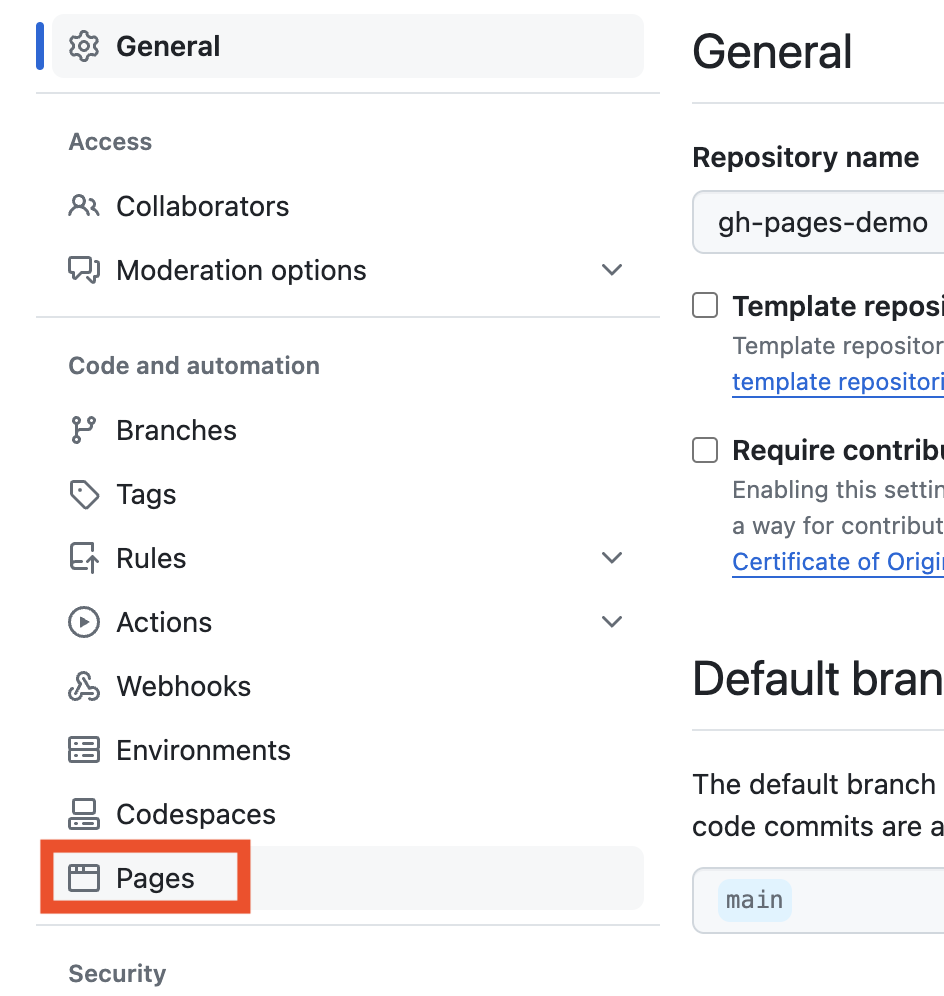 General
Access
Collaborators
Moderation options
Code and automation
Branches
Tags
Rules
Actions
Webhooks
Environments
Codespaces
Pages
Security
General
Repository name
gh-pages-demo
Template reposi
Template repositor
template repositori
Require contribu
Enabling this settin
a way for contribut
Certificate of Origin
Default bran
The default branch
code commits are a
main